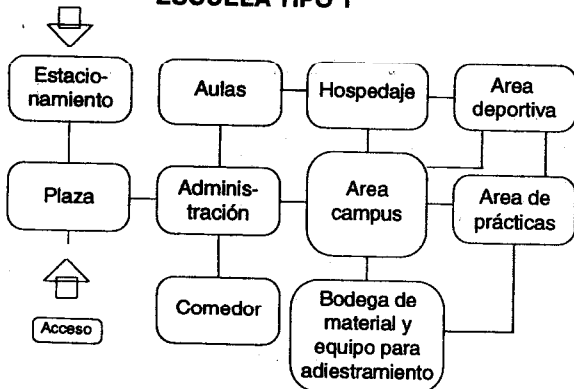 ESCUELA TIPO 1
Estacio-
namiento
Aulas
Hospedaje
Area
deportiva
Plaza
Adminis-
tración
Area
campus
Area de
prácticas
Acceso
Comedor
Bodega de
material y
equipo para
adiestramiento